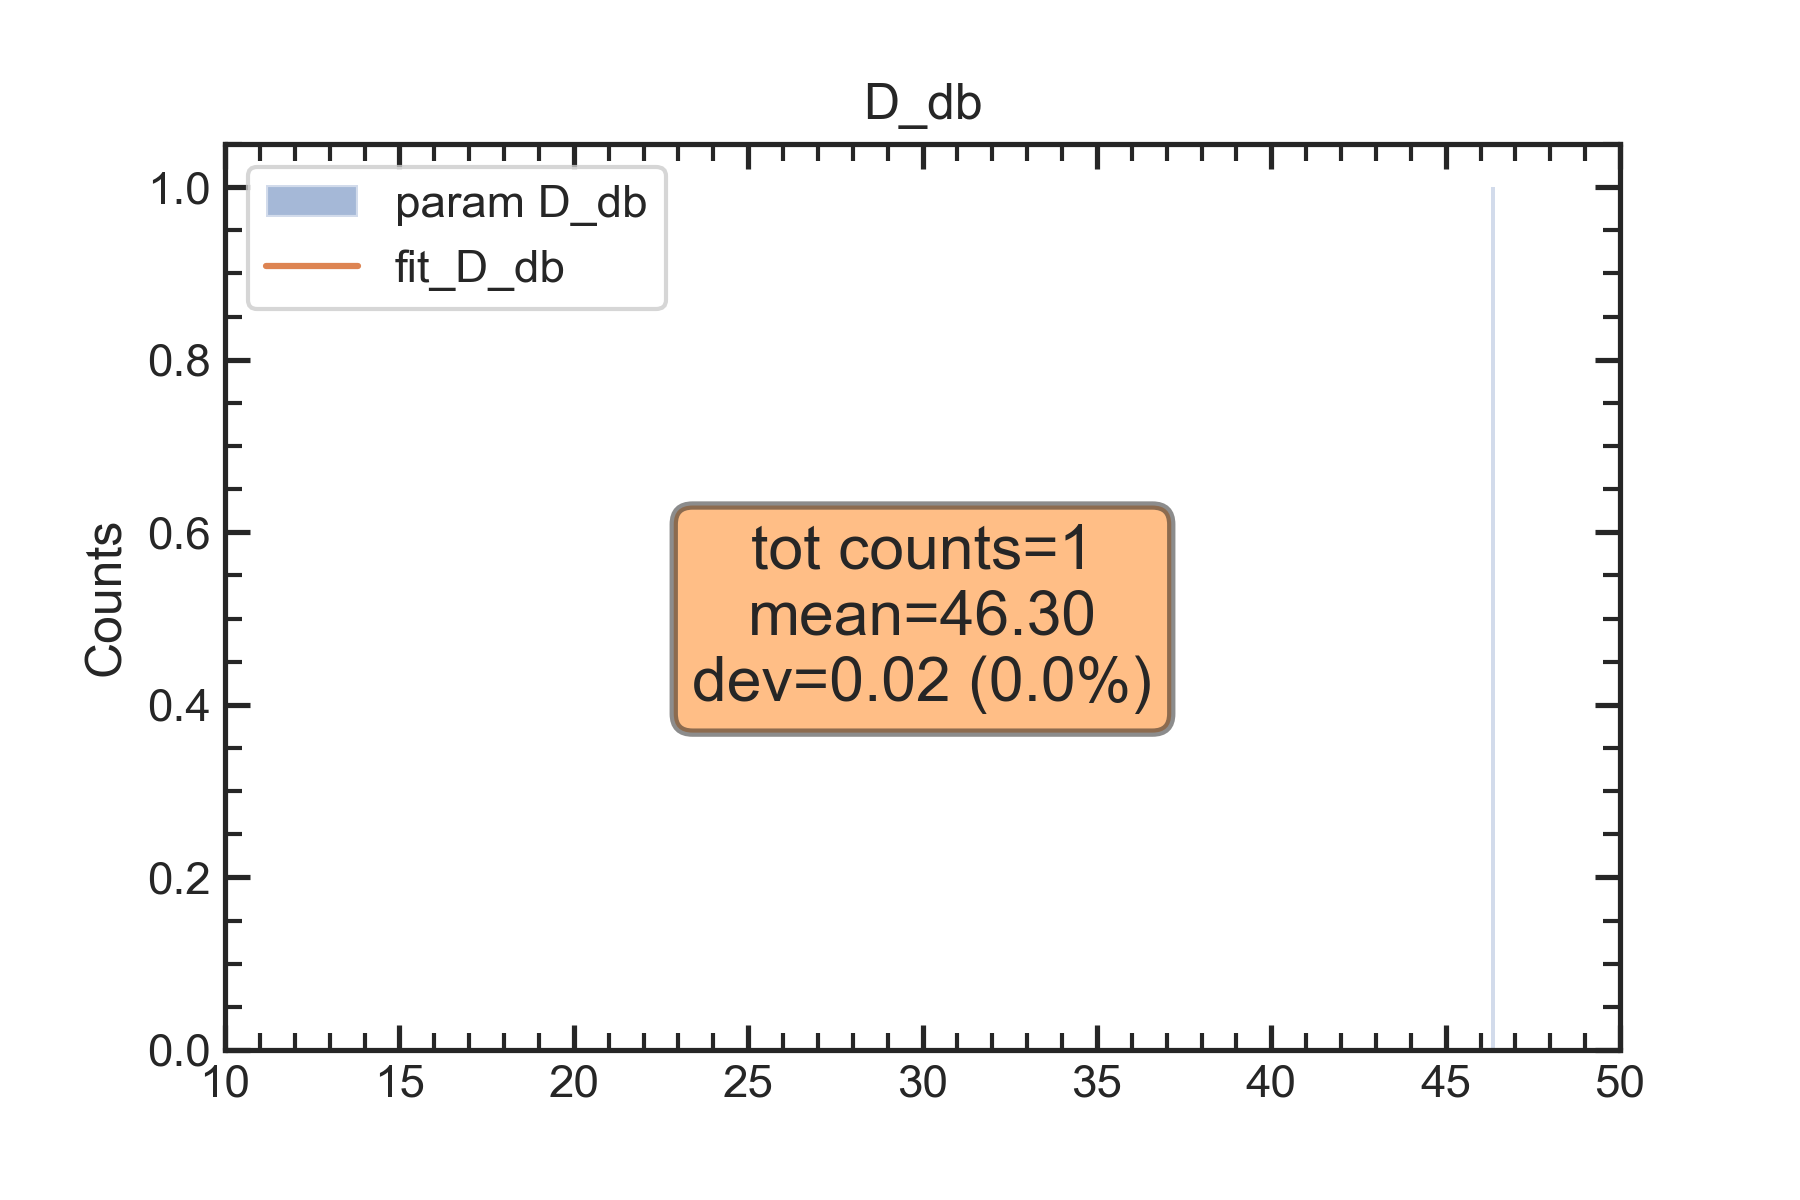 D_db
param D_db
fit_D_db
Counts
1.0
0.8
0.6
0.4
0.2
0.0
tot counts=1
mean=46.30
dev=0.02 (0.0%)
10 15 20 25 30 35 40 45 50